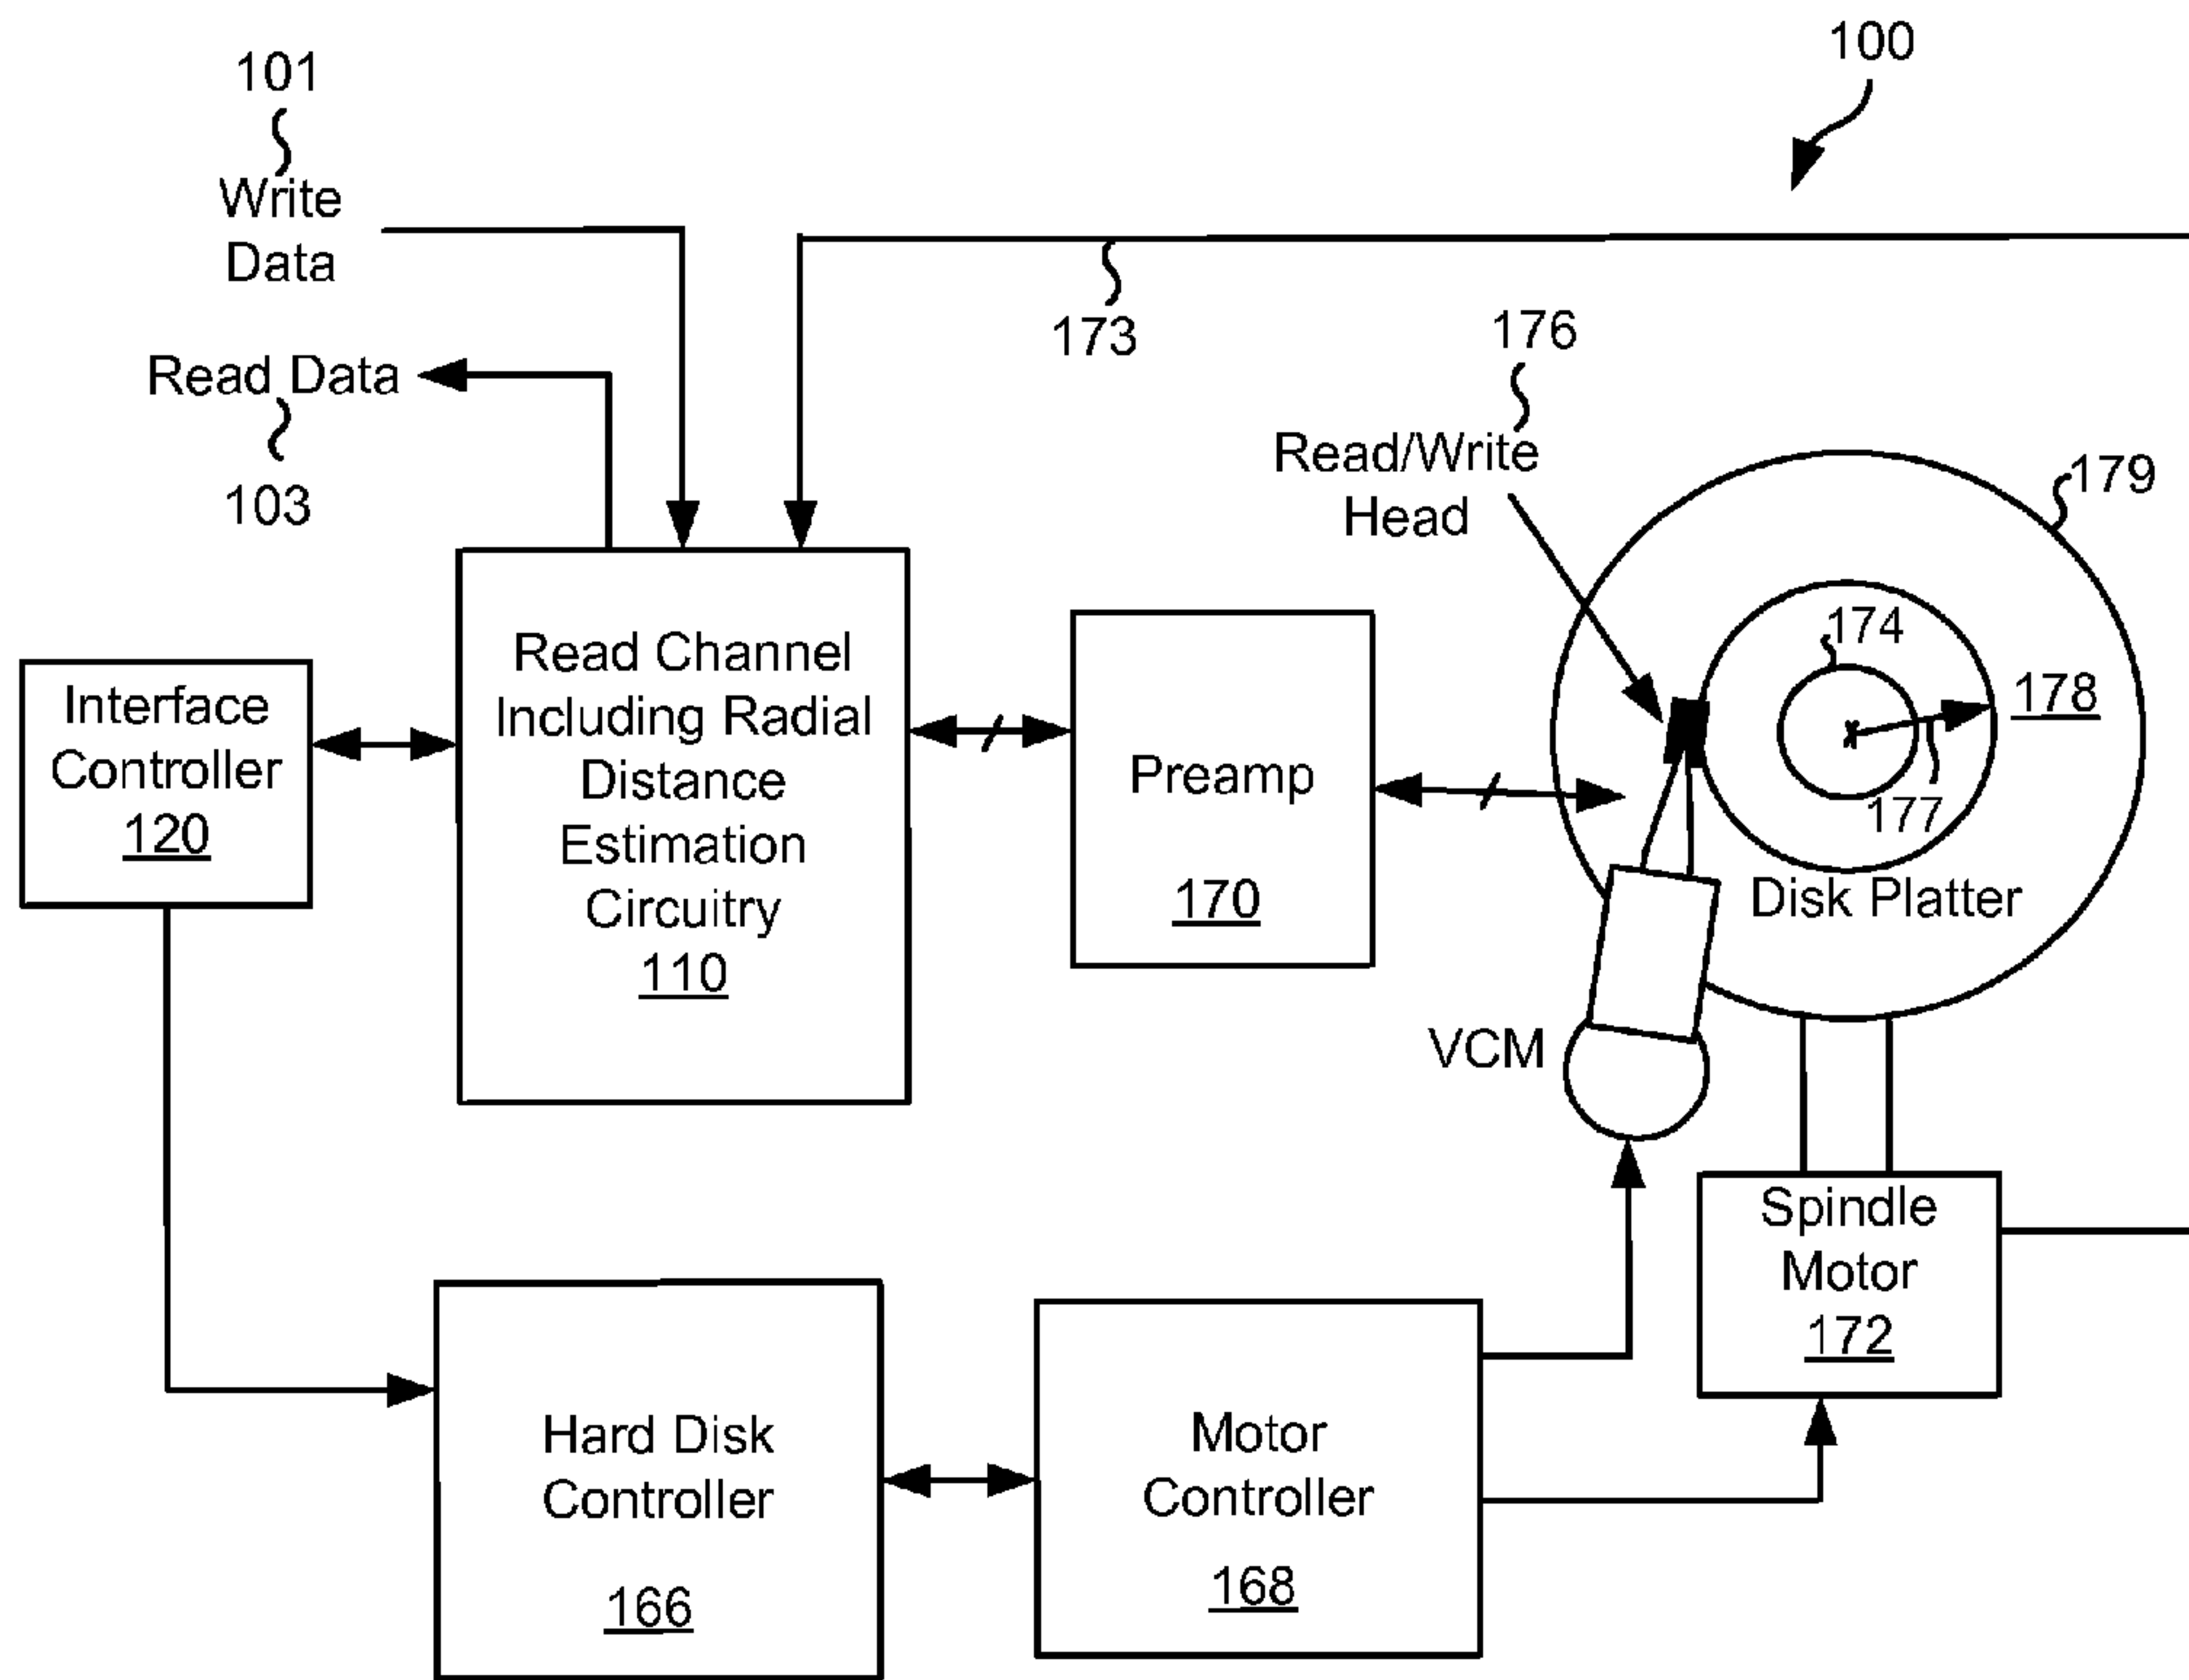 100
101
Write
Data
173
176
Read Data
103
Read/Write
Head
179
174
178
177
Disk Platter
Interface
Controller
120
Read Channel
Including Radial
Distance
Estimation
Circuitry
110
Preamp
170
VCM
Spindle
Motor
172
Hard Disk
Controller
166
Motor
Controller
168